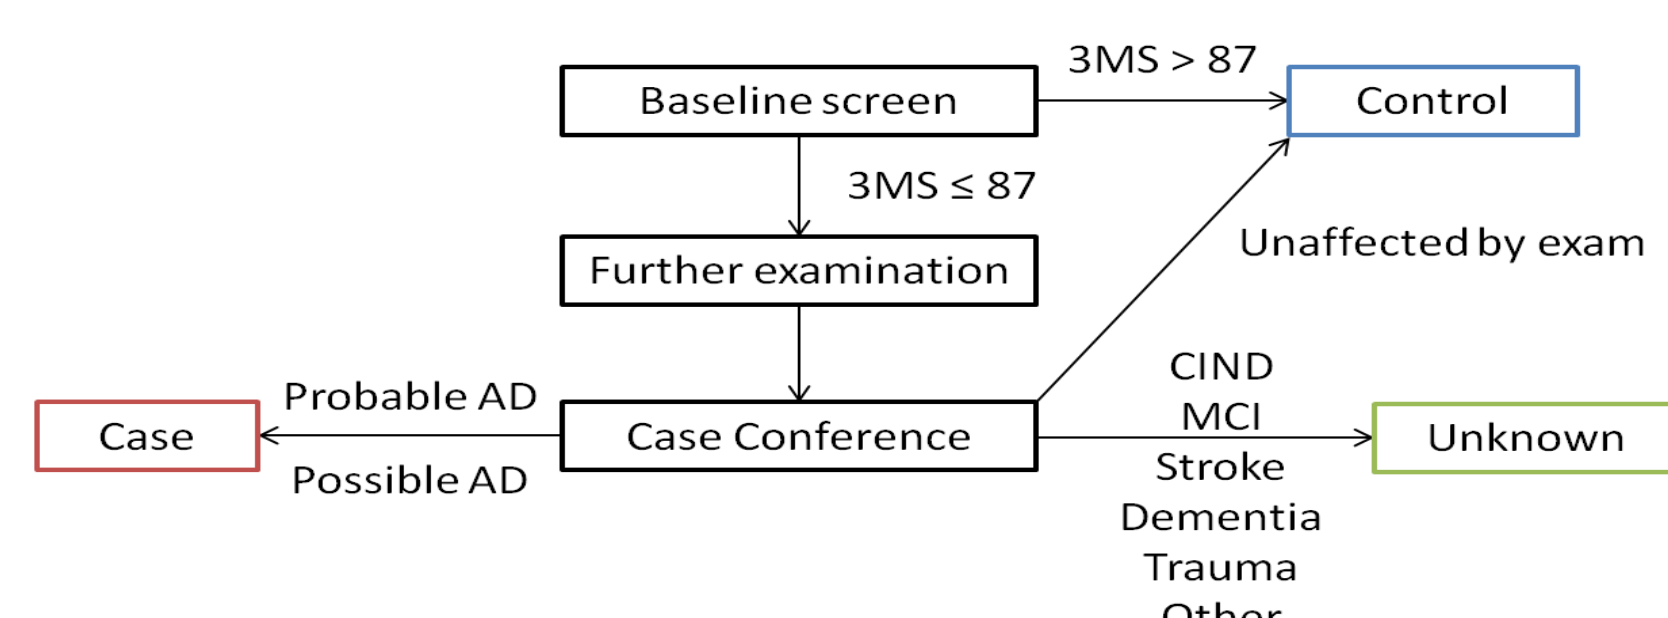 3MS > 87
Baseline screen
Control
3MS ≤ 87
Unaffected by exam
Further examination
CIND
MCI
Probable AD
Case
Case Conference
Unknown
Possible AD
Stroke
Dementia
Trauma
Other